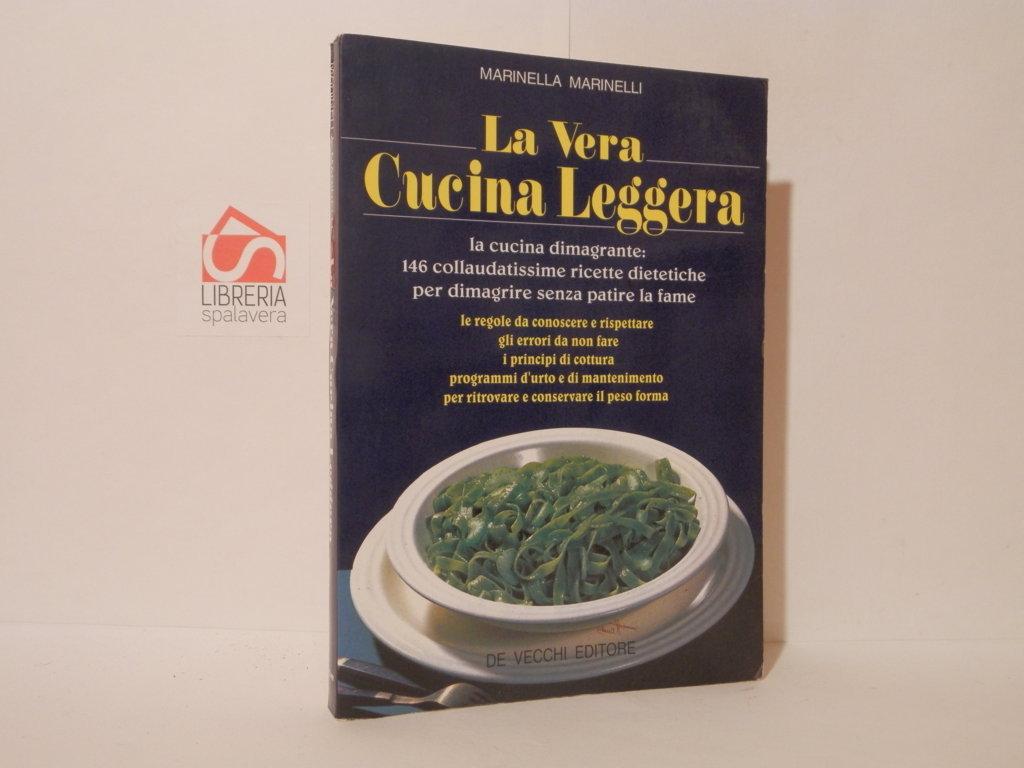 MARINELLA MARINELLI
La Vera
Cucina Leggera
la cucina dimagrante:
146 collaudatissime ricette dietetiche
per dimagrire senza patire la fame
le regole da conoscere e rispettare
gli errori da non fare
i principi di cottura
programmi d'urto e di mantenimento
per ritrovare e conservare il peso forma
DE VECCHI EDITORE
LIBRERIA
spalavera